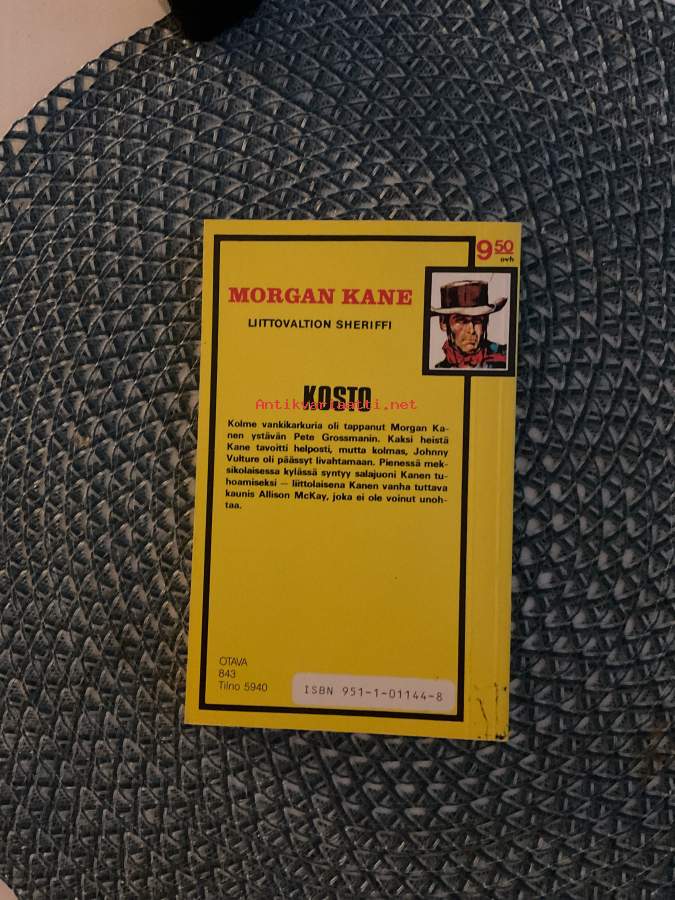 9.50
ovh
MORGAN KANE
LIITTOVALTION SHERIFFI
KOSTO
Antikvariaatti.net
Kolme vankikarkuria oli tappanut Morgan Ka-
nen ystävän Pete Grossmanin. Kaksi heistä
Kane tavoitti helposti, mutta kolmas, Johnny
Vulture oli päässyt livahtamaan. Pienessä mek-
sikolaisessa kylässä syntyy salajuoni Kanen tu-
hoamiseksi — liittolaisena Kanen vanha tuttava
kaunis Allison McKay, joka ei ole voinut unoh-
taa.
OTAVA
843
Tilno 5940
ISBN 951-1-01144-8